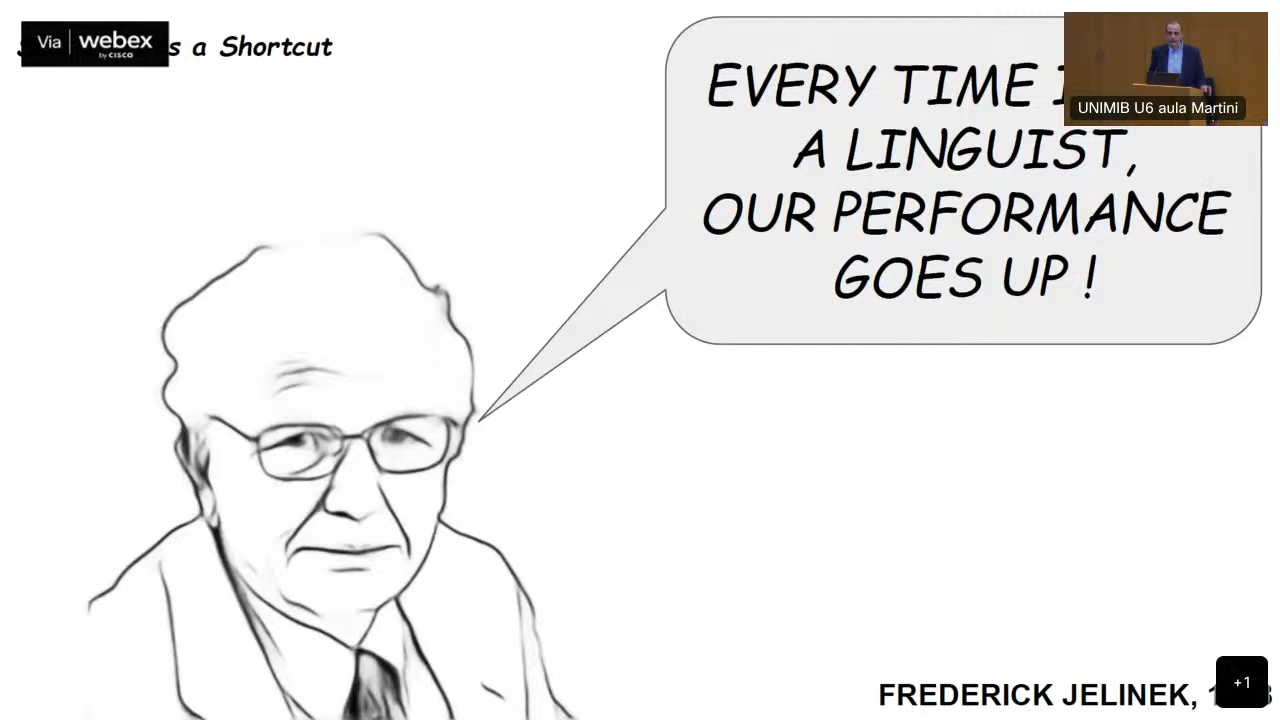 Via webex
by CISCO
s a Shortcut
EVERY TIME
A LINGUIST,
OUR PERFORMANCE
GOES UP !
UNIMIB U6 aula Martini
FREDERICK JELINEK,
+1